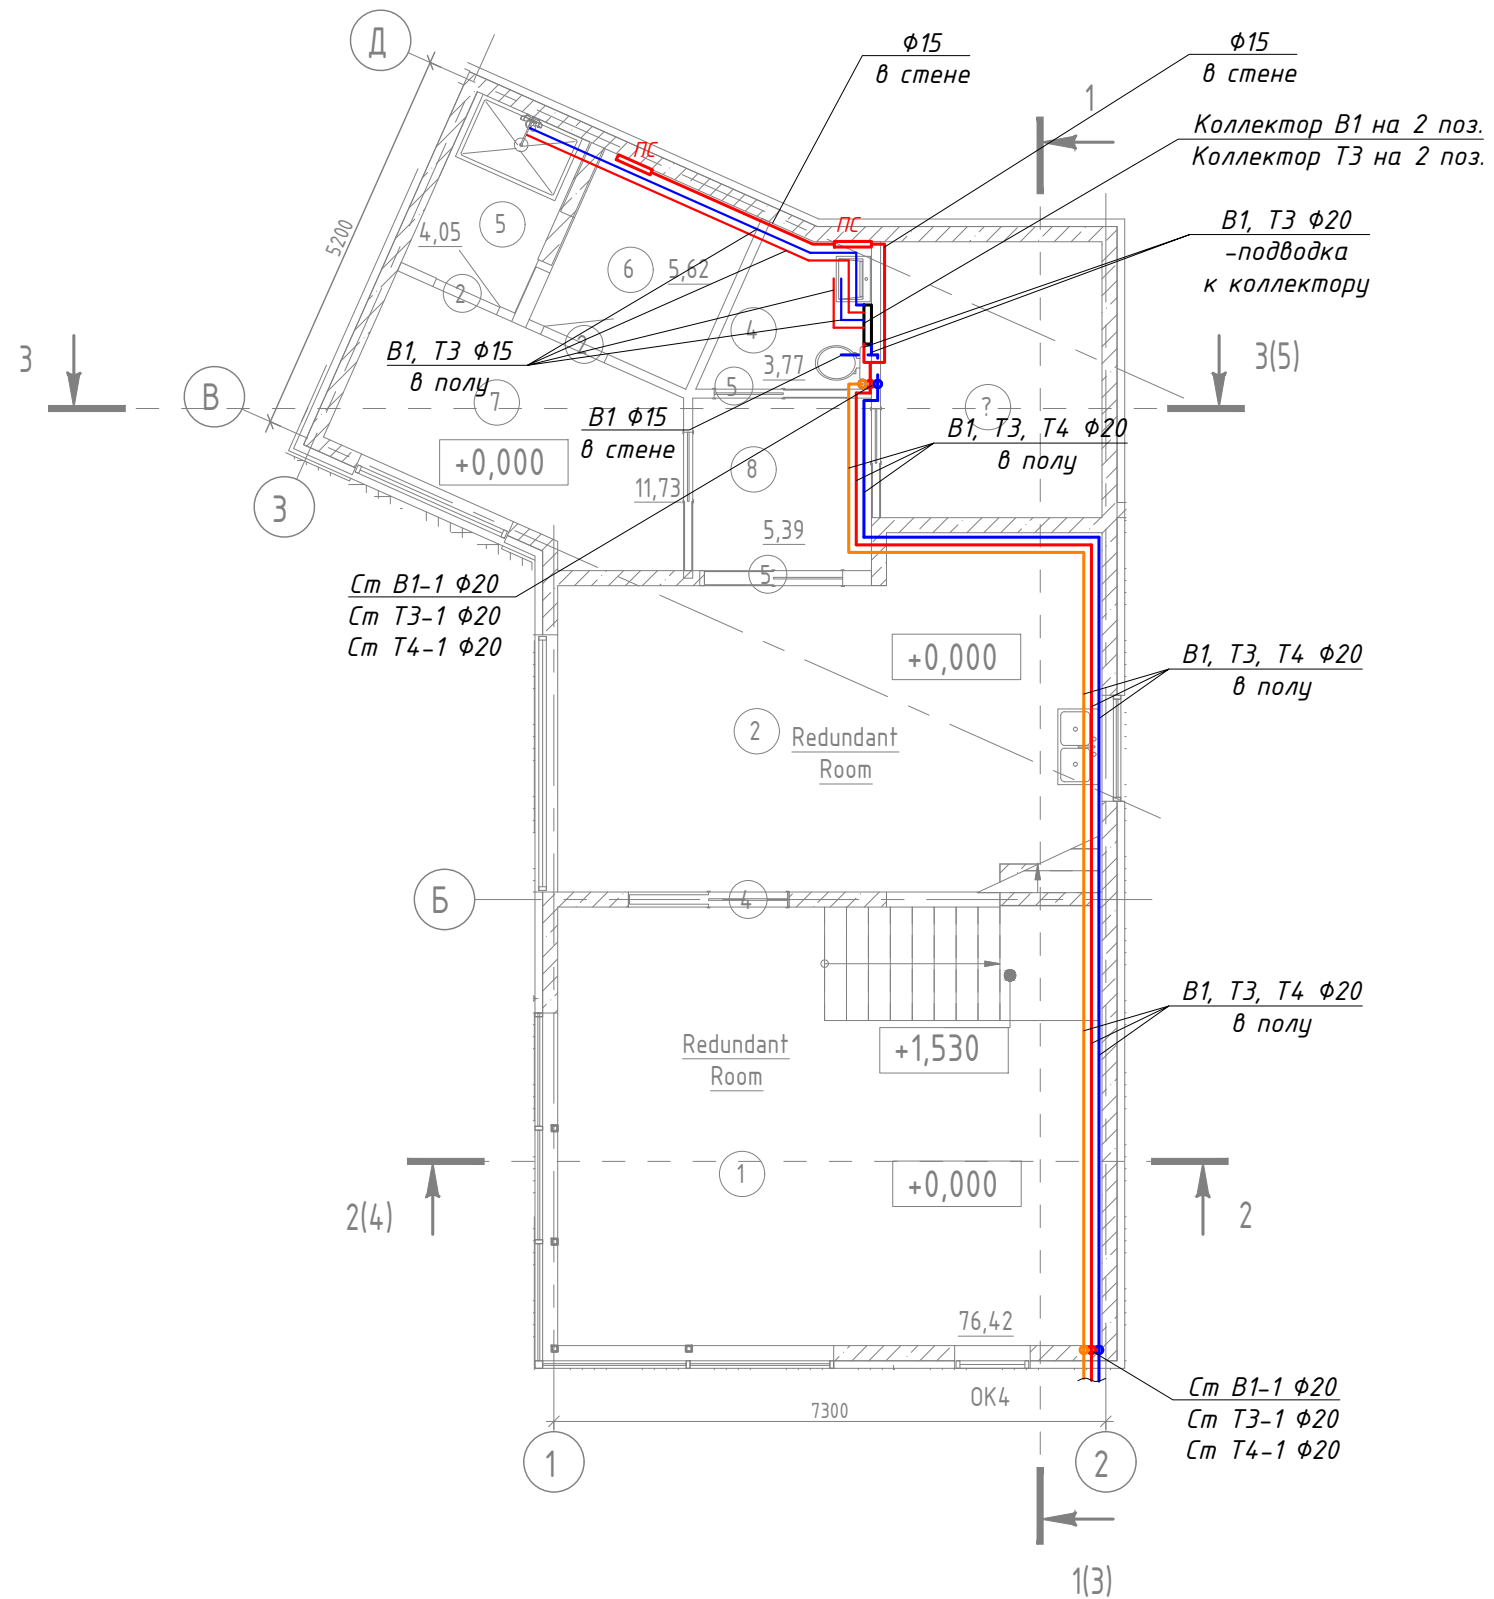 Д
Ф15
в стене
Ф15
в стене
1
Коллектор В1 на 2 поз.
Коллектор Т3 на 2 поз.
ПС
5
4,05
5200
6
5,62
ПС
В1, Т3 Ф20
-подводка
к коллектору
2
2
4
3,77
В1, Т3 Ф15
в полу
3
3(5)
В
7
5
?
В1 Ф15
в стене
В1, Т3, Т4 Ф20
в полу
+0,000
8
11,73
З
5,39
5
Ст В1-1 Ф20
Ст Т3-1 Ф20
Ст Т4-1 Ф20
+0,000
В1, Т3, Т4 Ф20
в полу
2
Redundant
Room
Б
4
В1, Т3, Т4 Ф20
в полу
Redundant
Room
+1,530
1
+0,000
2(4)
2
76,42
ОК4
7300
Ст В1-1 Ф20
Ст Т3-1 Ф20
Ст Т4-1 Ф20
1
2
1(3)